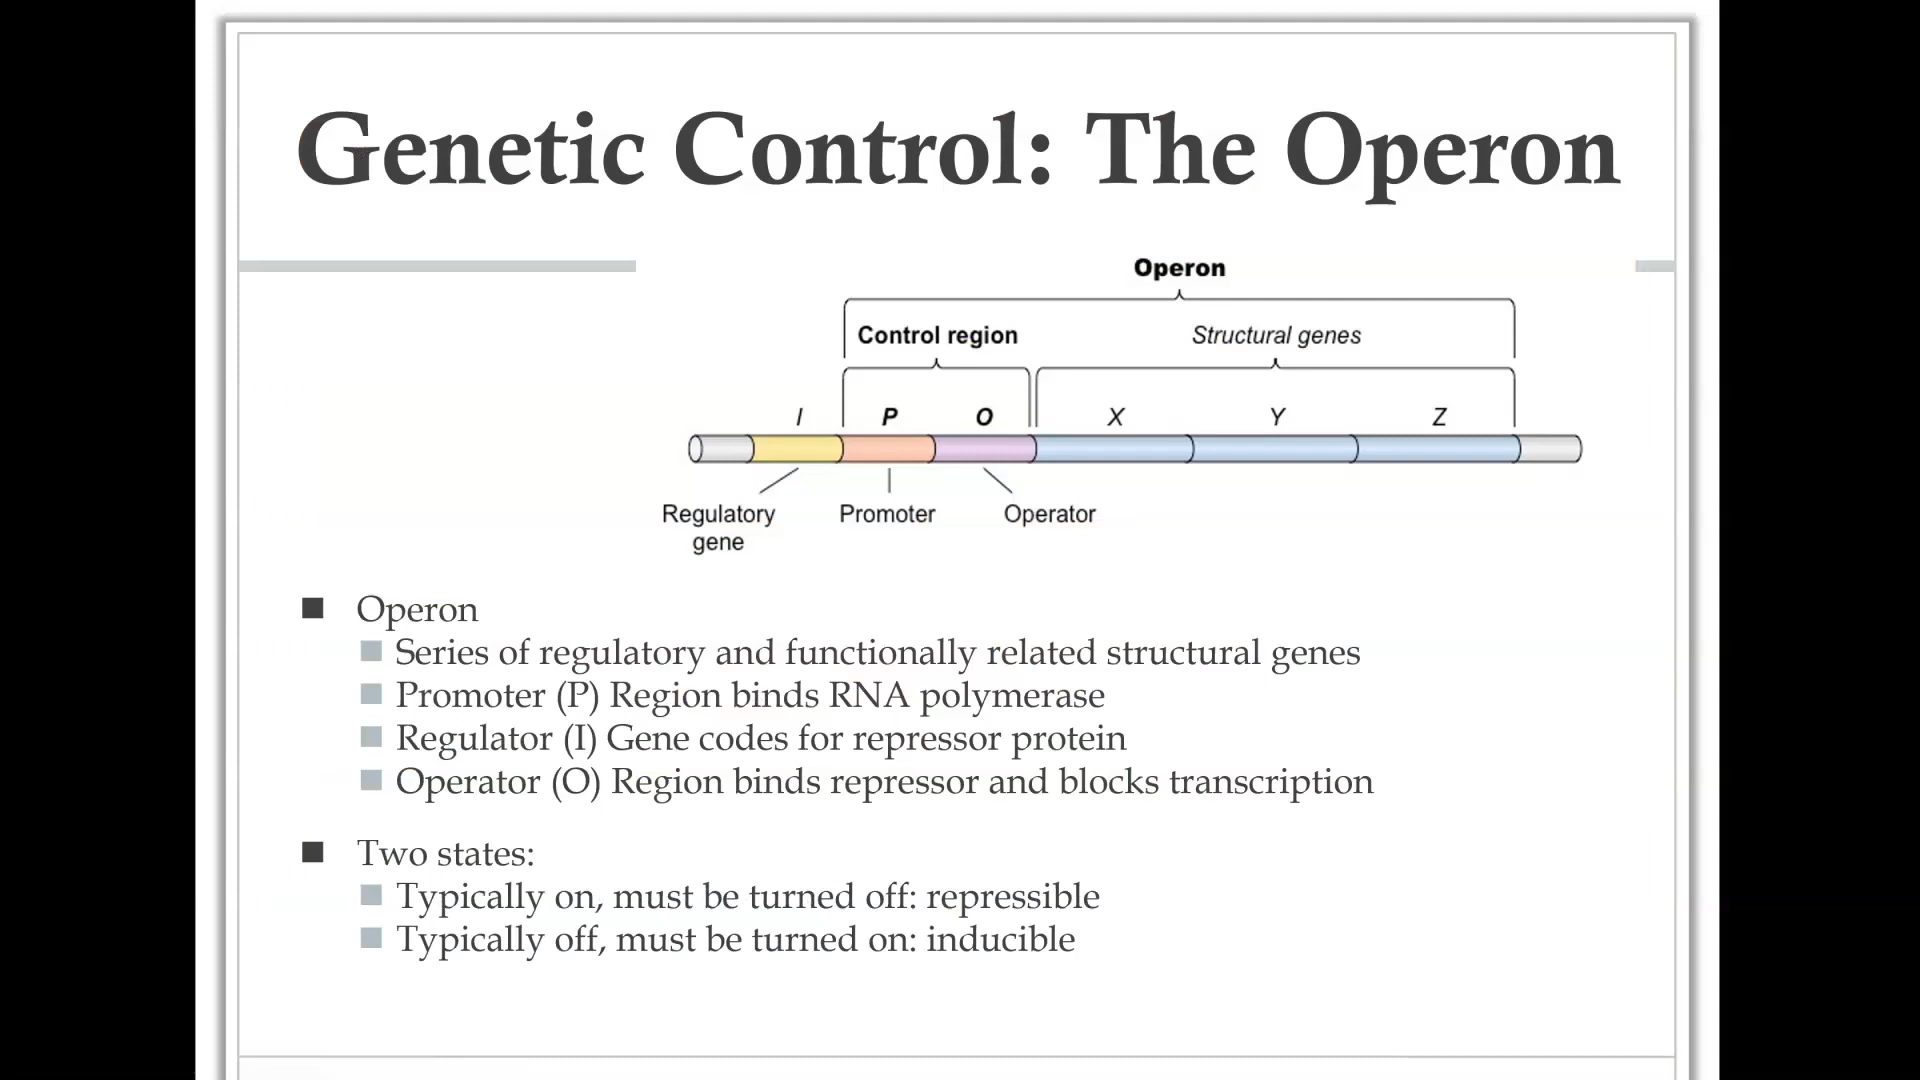 Genetic Control: The Operon
Operon
Control region
Structural genes
I
P
O
X
Y
Z
Regulatory
gene
Promoter
Operator
Operon
Series of regulatory and functionally related structural genes
Promoter (P) Region binds RNA polymerase
Regulator (I) Gene codes for repressor protein
Operator (O) Region binds repressor and blocks transcription
Two states:
Typically on, must be turned off: repressible
Typically off, must be turned on: inducible